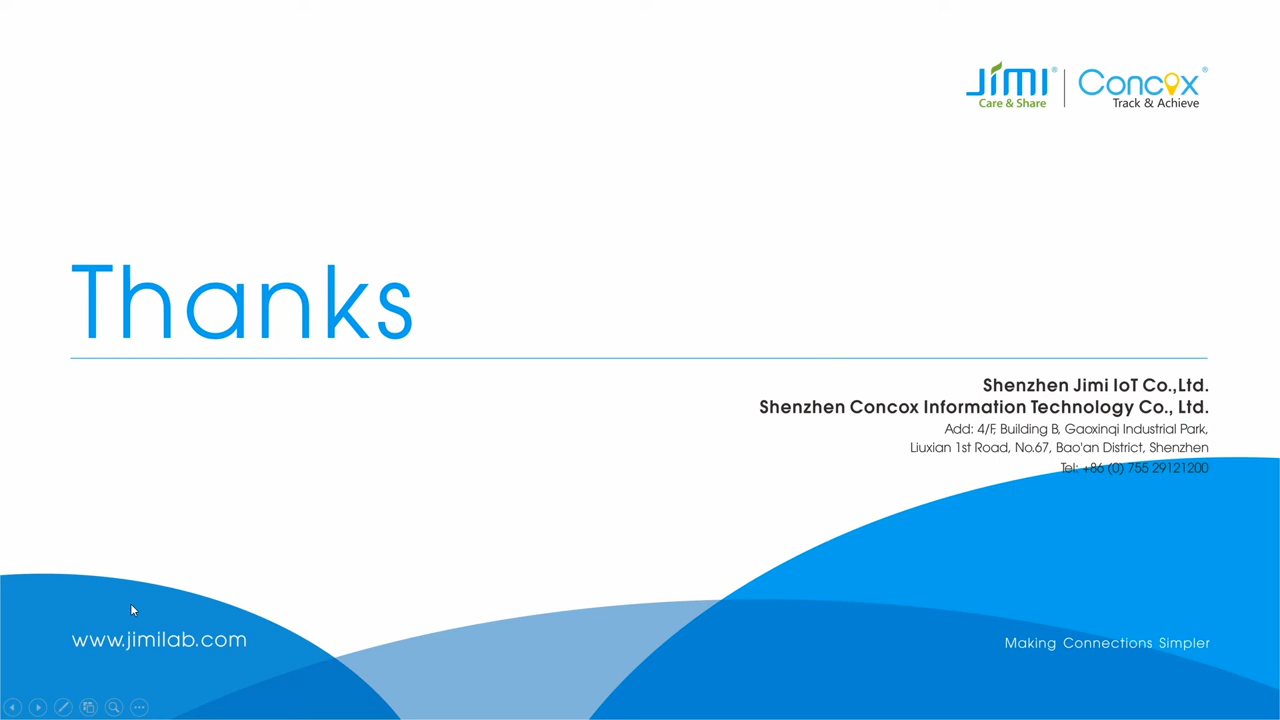 JIMI® | Concox®
Care & Share Track & Achieve
Thanks
Shenzhen Jimi IoT Co.,Ltd.
Shenzhen Concox Information Technology Co., Ltd.
Add: 4/F, Building B, Gaoxinqi Industrial Park,
Liuxian 1st Road, No.67, Bao'an District, Shenzhen
Tel: +86 (0) 755 29121200
www.jimilab.com
Making Connections Simpler